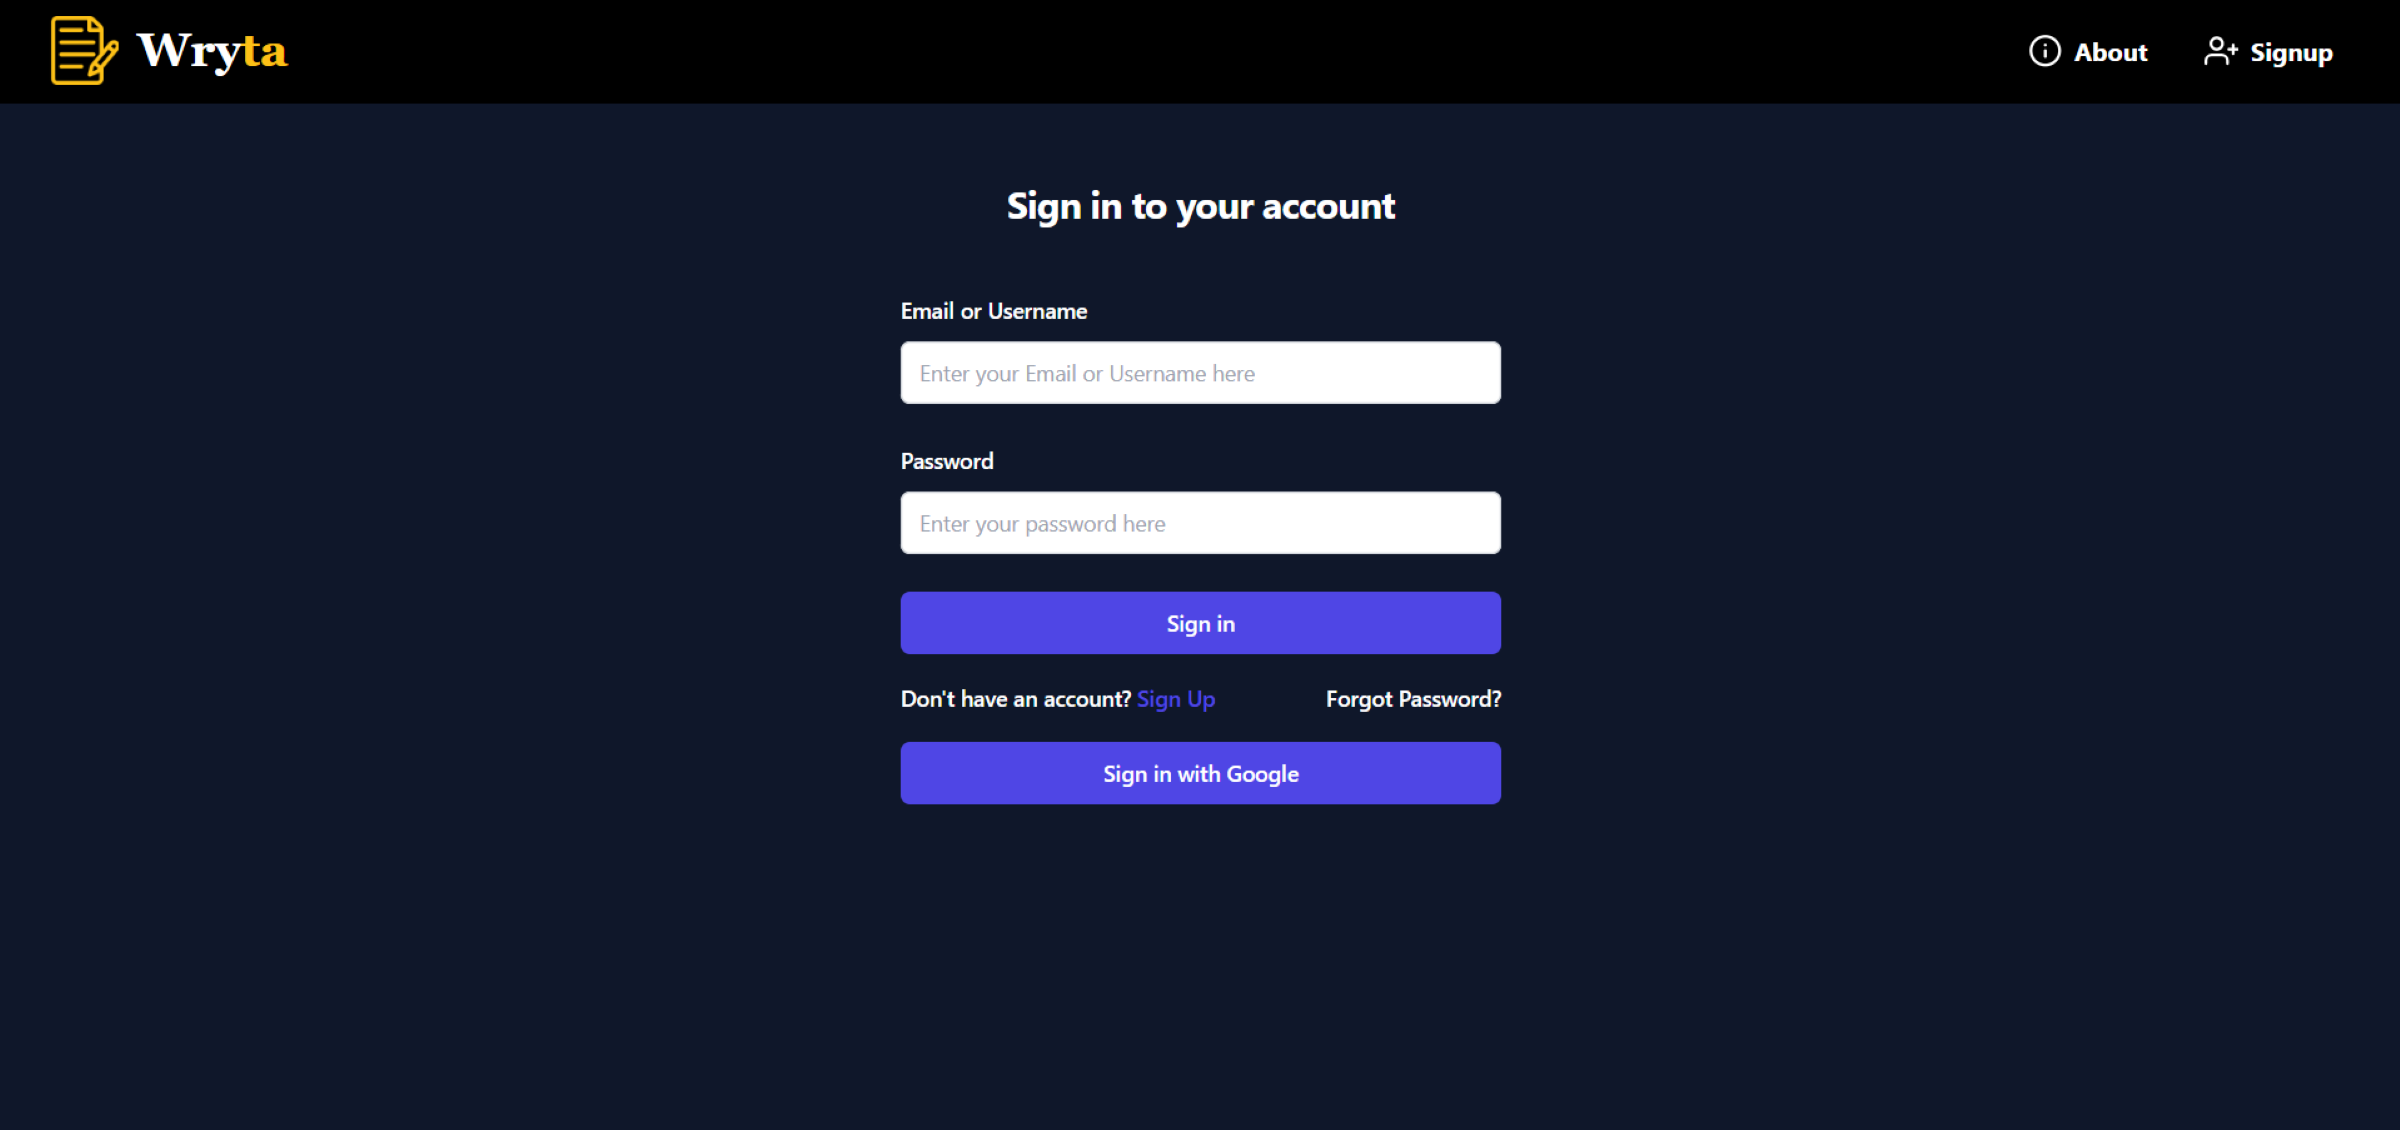 Wryta
About
Signup
Sign in to your account
Email or Username
Enter your Email or Username here
Password
Enter your password here
Sign in
Don't have an account? Sign Up
Forgot Password?
Sign in with Google